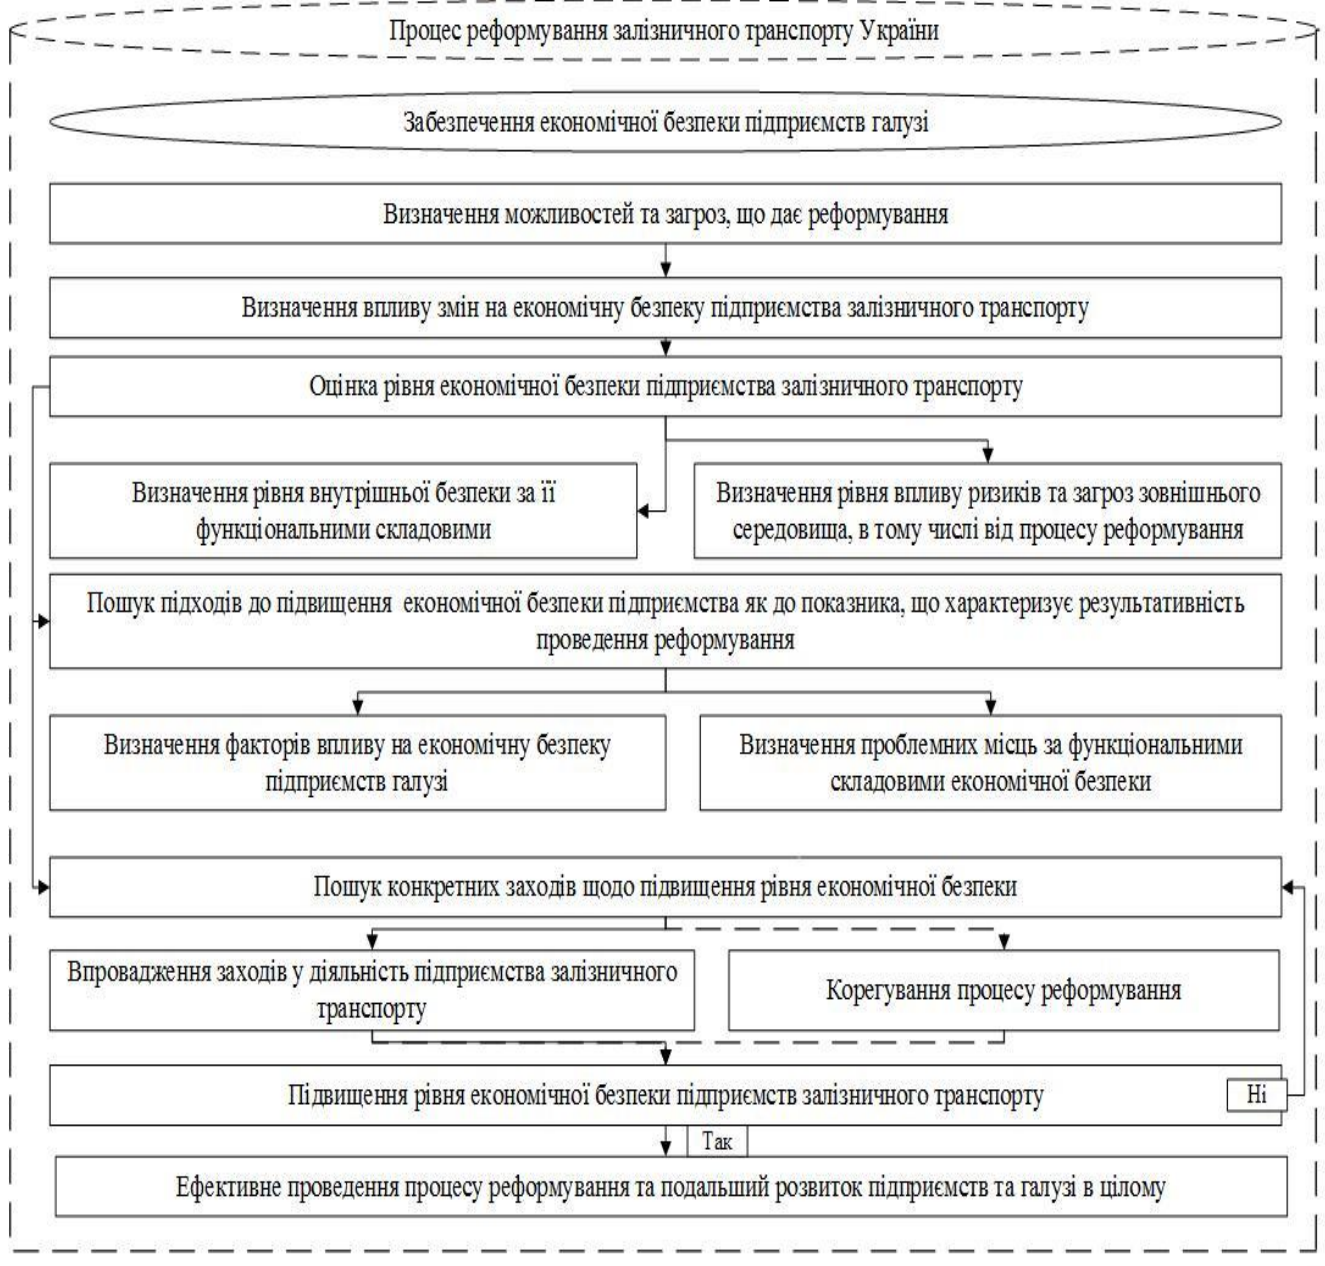 Процес реформування залізничного транспорту України
Забезпечення економічної безпеки підприємств галузі
Визначення можливостей та загроз, що дає реформування
Визначення впливу змін на економічну безпеку підприємства залізничного транспорту
Оцінка рівня економічної безпеки підприємства залізничного транспорту
Визначення рівня внутрішньої безпеки за її
функціональними складовими
Визначення рівня впливу ризиків та загроз зовнішнього
середовища, в тому числі від процесу реформування
Пошук підходів до підвищення економічної безпеки підприємства як до показника, що характеризує результативність
проведення реформування
Визначення факторів впливу на економічну безпеку
підприємств галузі
Визначення проблемних місць за функціональними
складовими економічної безпеки
Пошук конкретних заходів щодо підвищення рівня економічної безпеки
Впровадження заходів у діяльність підприємства залізничного
транспорту
Корегування процесу реформування
Підвищення рівня економічної безпеки підприємств залізничного транспорту
Ні
Так
Ефективне проведення процесу реформування та подальший розвиток підприємств та галузі в цілому